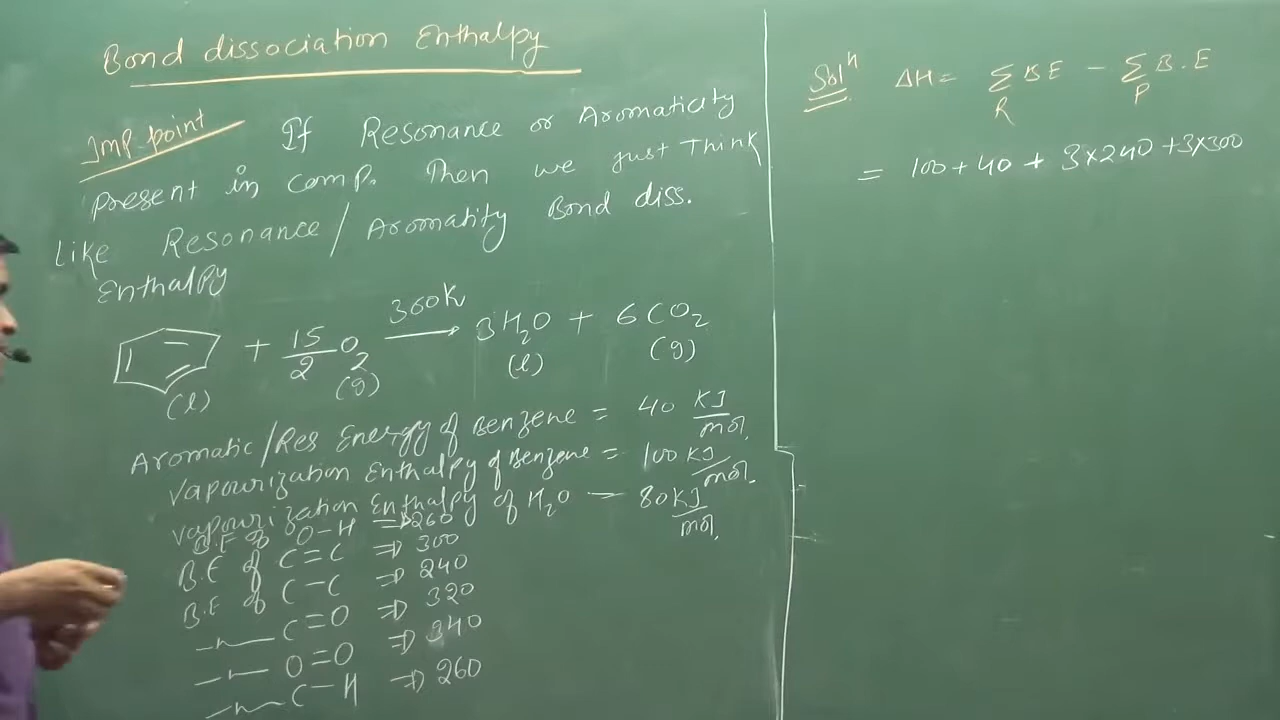 Bond dissociation Enthalpy
Imp. point If Resonance or Aromaticity
present in comp. Then we just Think
Like Resonance/Aromatity Bond diss.
Enthalpy
+ 15/2 O2 360K → 3H2O + 6CO2
(l) (g) (l) (g)
Aromatic/Res Energy of Benzene = 40 KJ/mol.
Vapourization Enthalpy of Benzene = 100 KJ/mol.
vapourization Enthalpy of H2O — 80 KJ/mol.
B.E of O-H ⇒ 260
B.E of C=C ⇒ 300
B.E of C-C ⇒ 240
C=O ⇒ 320
O=O ⇒ 340
C-H ⇒ 260
Solⁿ. ΔH = Σ BE - Σ B.E
R P
= 100 + 40 + 3×240 + 3×300